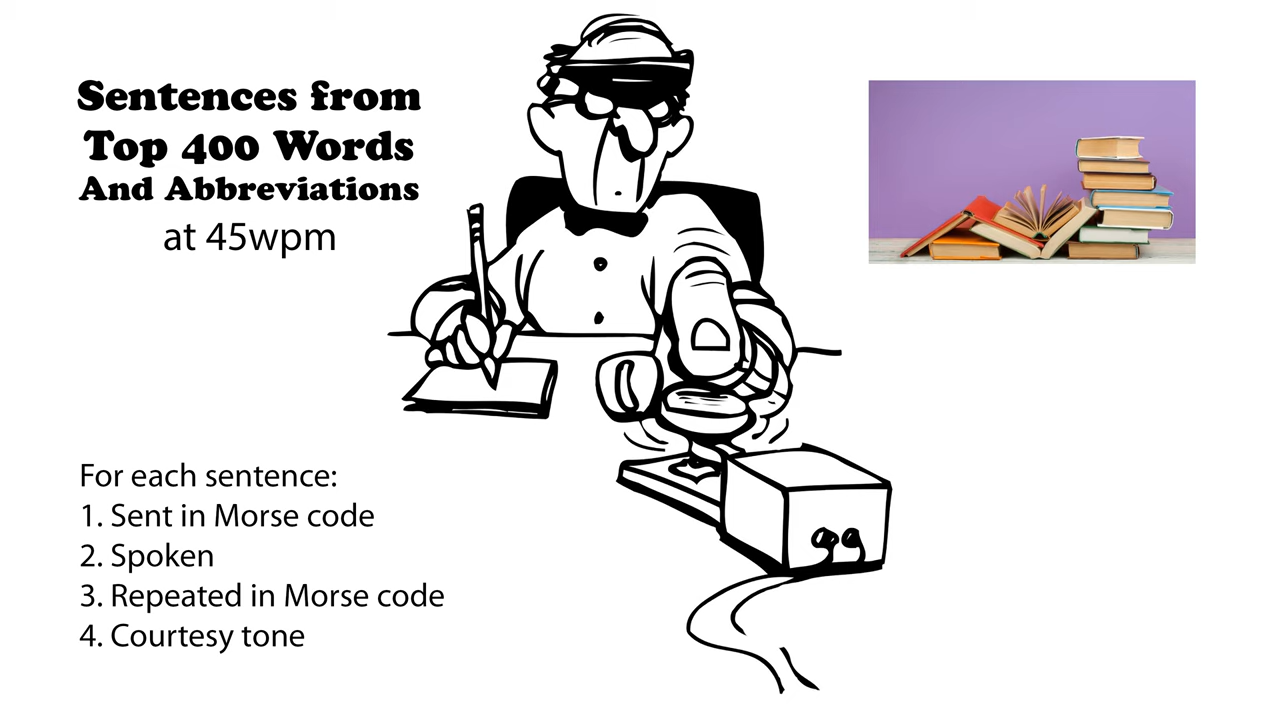 Sentences from
Top 400 Words
And Abbreviations
at 45wpm
For each sentence:
1. Sent in Morse code
2. Spoken
3. Repeated in Morse code
4. Courtesy tone